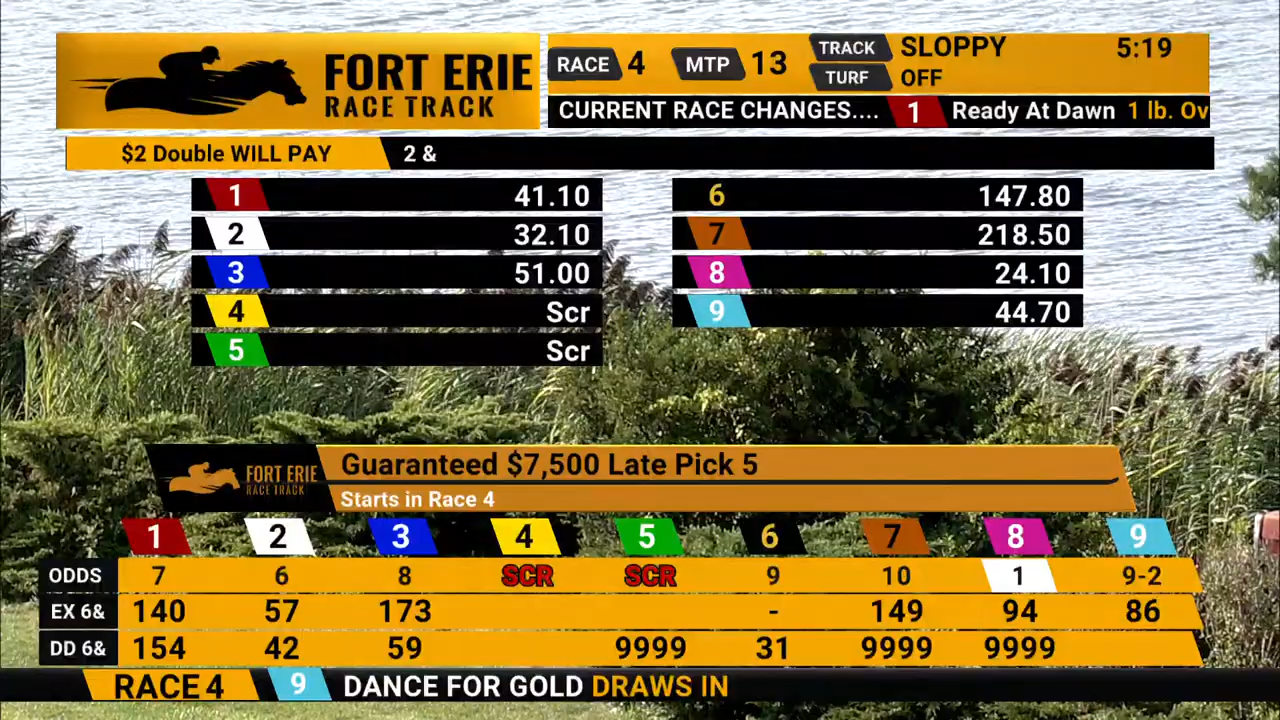 FORT ERIE
RACE TRACK
RACE 4 MTP 13 TRACK SLOPPY 5:19
TURF OFF
CURRENT RACE CHANGES.... 1 Ready At Dawn 1 lb. Ov
$2 Double WILL PAY 2 &
1 41.10 6 147.80
2 32.10 7 218.50
3 51.00 8 24.10
4 Scr 9 44.70
5 Scr
FORT ERIE
RACE TRACK
Guaranteed $7,500 Late Pick 5
Starts in Race 4
1 2 3 4 5 6 7 8 9
ODDS 7 6 8 SCR SCR 9 10 1 9-2
EX 6& 140 57 173 - 149 94 86
DD 6& 154 42 59 9999 31 9999 9999
RACE 4 9 DANCE FOR GOLD DRAWS IN